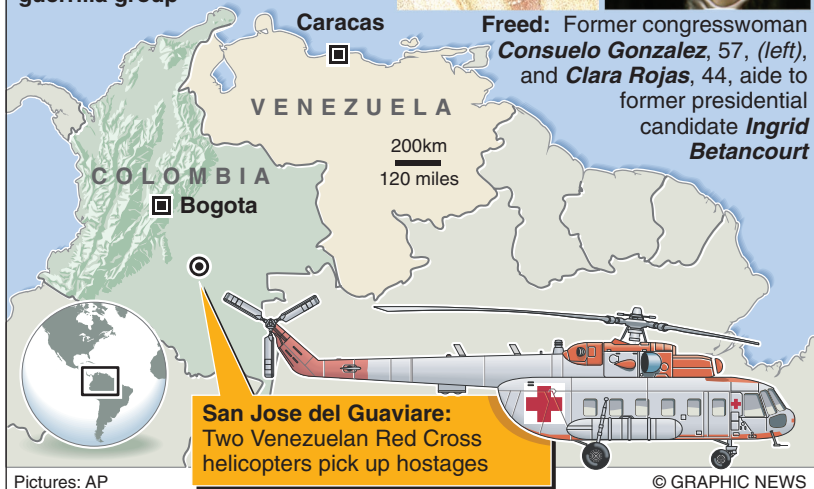 guerrilla group
Freed: Former congresswoman
Consuelo Gonzalez, 57, (left),
and Clara Rojas, 44, aide to
former presidential
candidate Ingrid
Betancourt
Caracas
VENEZUELA
200km
120 miles
COLOMBIA
Bogota
San Jose del Guaviare:
Two Venezuelan Red Cross
helicopters pick up hostages
Pictures: AP
© GRAPHIC NEWS